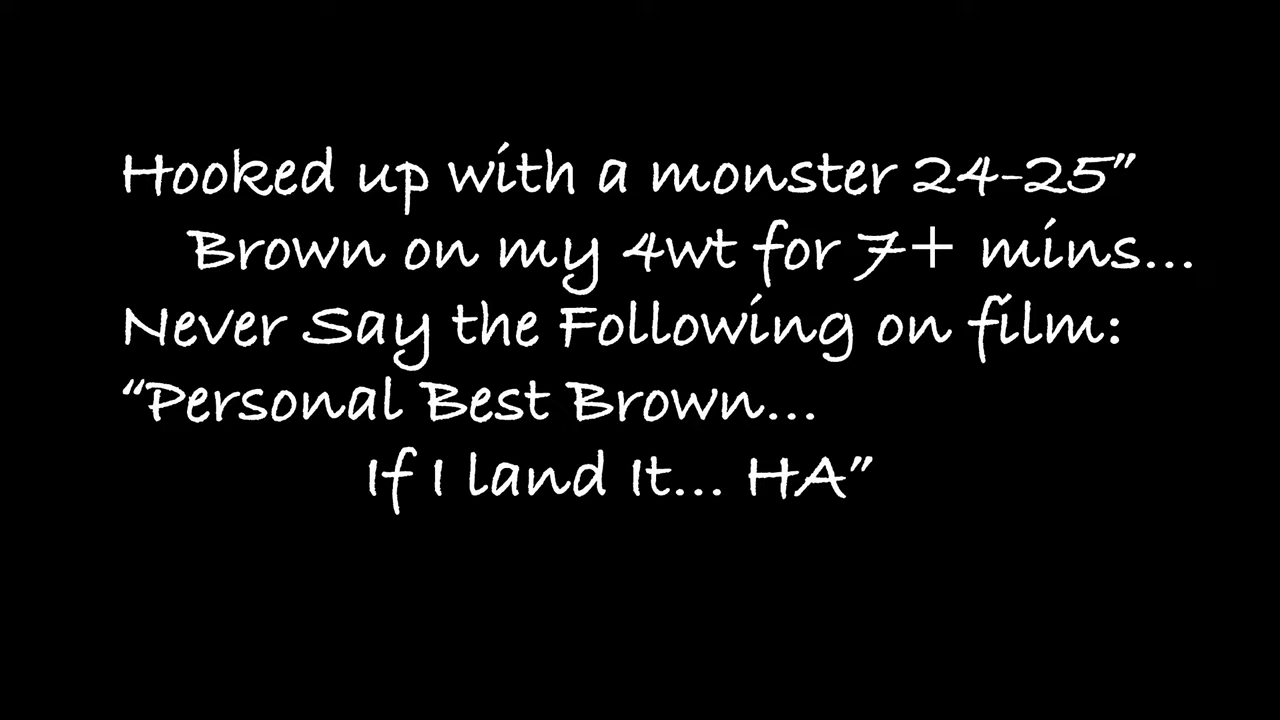 Hooked up with a monster 24-25”
Brown on my 4wt for 7+ mins...
Never Say the Following on film:
“Personal Best Brown...
If I land It... HA”